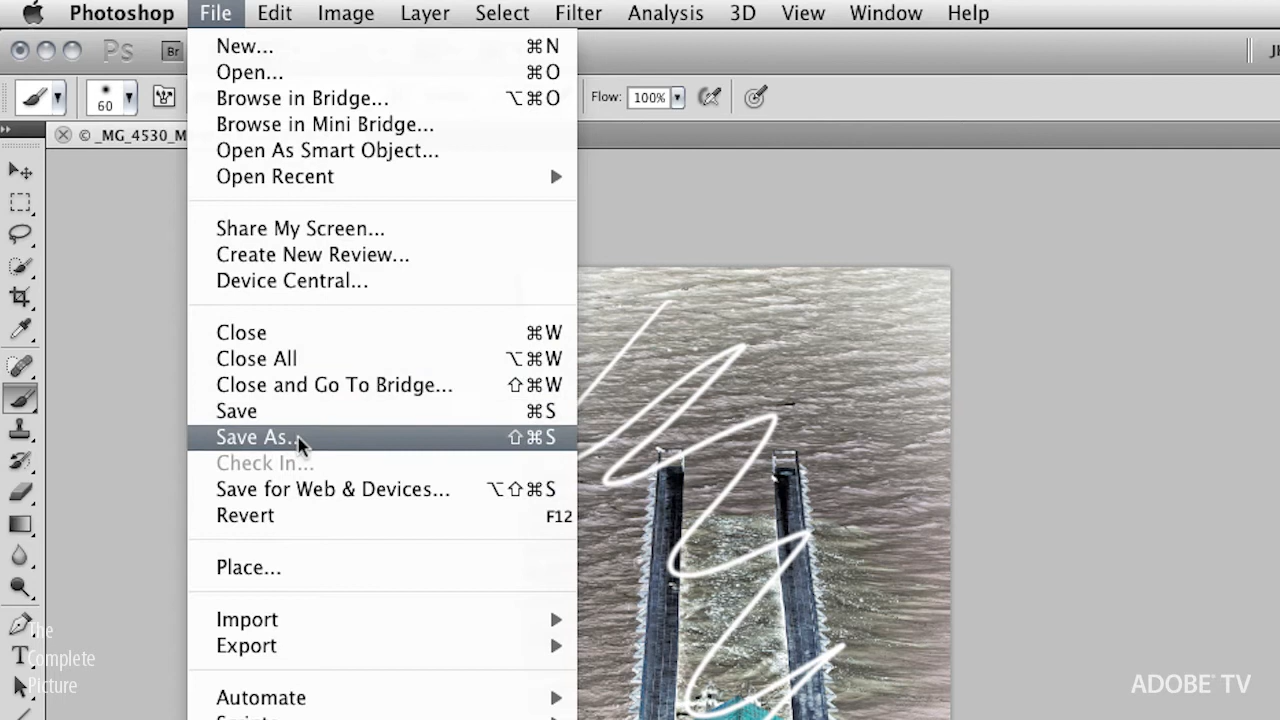 Photoshop File Edit Image Layer Select Filter Analysis 3D View Window Help
Ps Br
60 Flow: 100%
© _MG_4530_M
New... ⌘N
Open... ⌘O
Browse in Bridge... ⌥⌘O
Browse in Mini Bridge...
Open As Smart Object...
Open Recent
Share My Screen...
Create New Review...
Device Central...
Close ⌘W
Close All ⌥⌘W
Close and Go To Bridge... ⇧⌘W
Save ⌘S
Save As... ⇧⌘S
Check In...
Save for Web & Devices... ⌥⇧⌘S
Revert F12
Place...
Import
Export
Automate
T
The
Complete
Picture
ADOBE TV